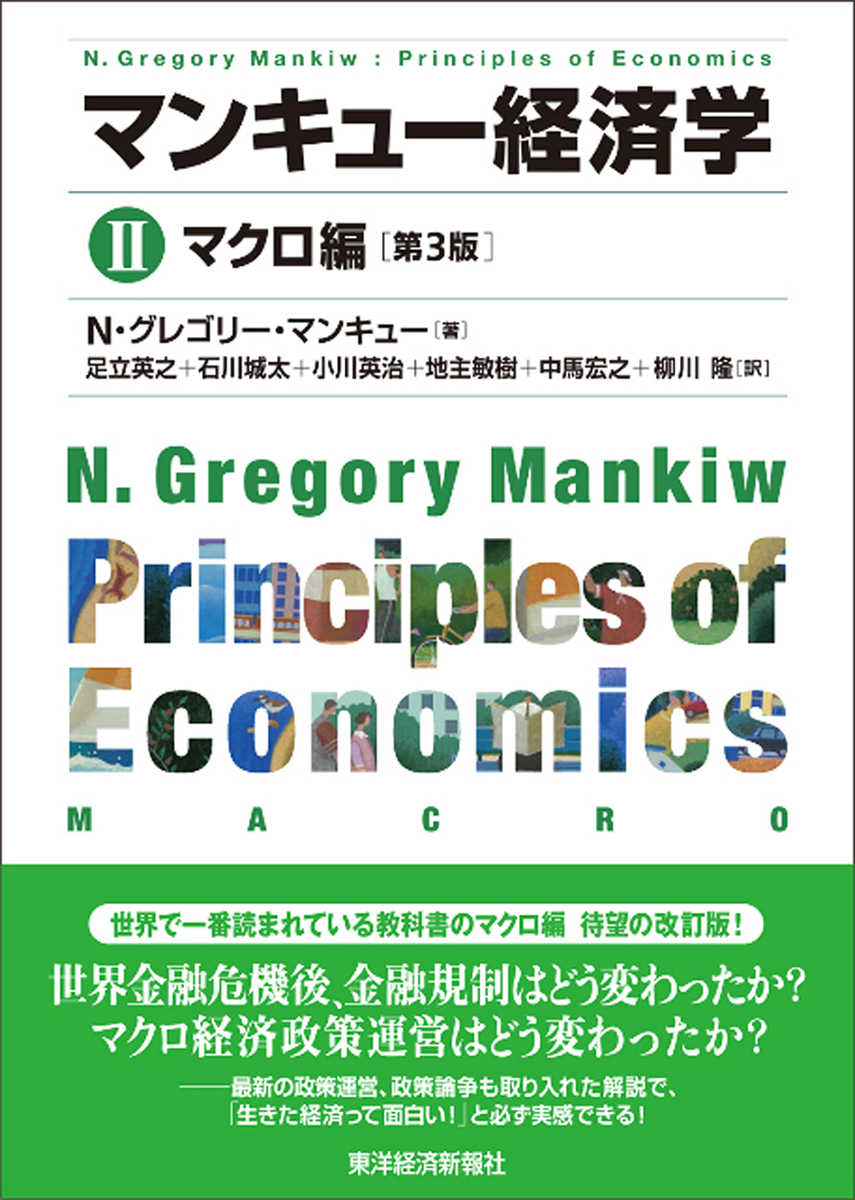 N. Gregory Mankiw : Principles of Economics
マンキュー経済学
II マクロ編［第3版］
N・グレゴリー・マンキュー［著］
足立英之＋石川城太＋小川英治＋地主敏樹＋中馬宏之＋柳川 隆［訳］
N. Gregory Mankiw
Principles of
Economics
MACRO
世界で一番読まれている教科書のマクロ編 待望の改訂版！
世界金融危機後、金融規制はどう変わったか？
マクロ経済政策運営はどう変わったか？
――最新の政策運営、政策論争も取り入れた解説で、
「生きた経済って面白い！」と必ず実感できる！
東洋経済新報社